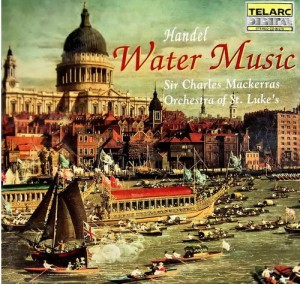 TELARC
DIGITAL
Handel
Water Music
Sir Charles Mackerras
Orchestra of St. Luke's